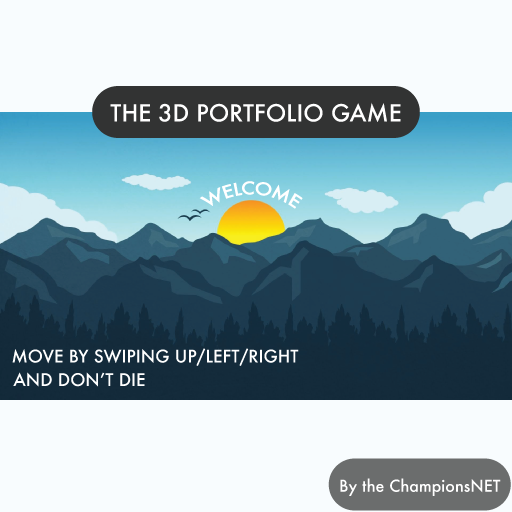 THE 3D PORTFOLIO GAME
WELCOME
MOVE BY SWIPING UP/LEFT/RIGHT
AND DON’T DIE
By the ChampionsNET